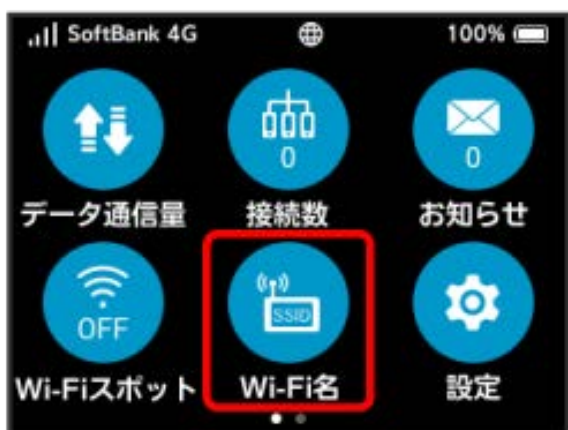 SoftBank 4G 100%
0 0
データ通信量 接続数 お知らせ
OFF SSID
Wi-Fiスポット Wi-Fi名 設定